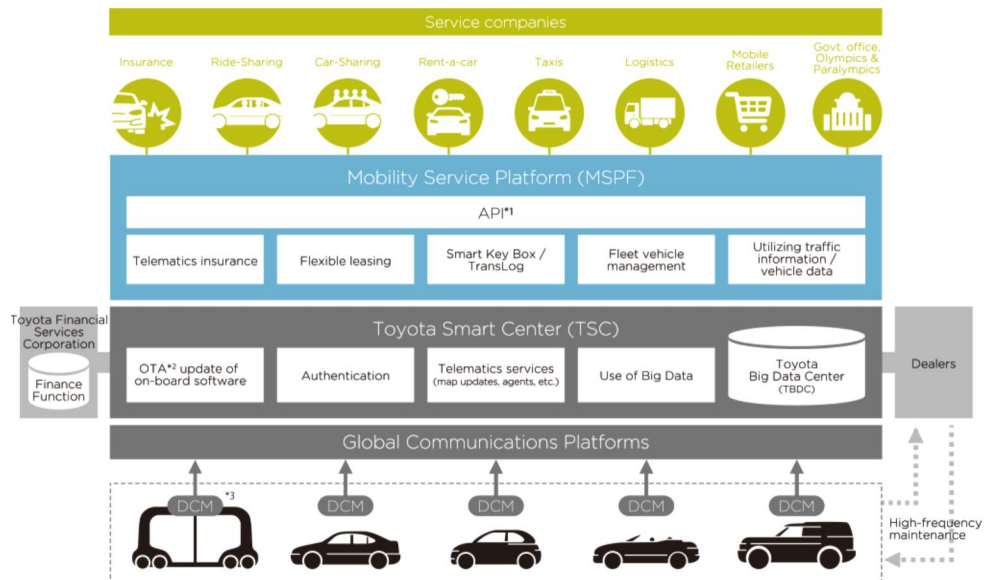 Service companies
Insurance
Ride-Sharing
Car-Sharing
Rent-a-car
Taxis
Logistics
Mobile
Retailers
Govt. office,
Olympics &
Paralympics
Mobility Service Platform (MSPF)
API*1
Telematics insurance
Flexible leasing
Smart Key Box /
TransLog
Fleet vehicle
management
Utilizing traffic
information /
vehicle data
Toyota Financial
Services
Corporation
Finance
Function
Toyota Smart Center (TSC)
OTA*2 update of
on-board software
Authentication
Telematics services
(map updates, agents, etc.)
Use of Big Data
Toyota
Big Data Center
(TBDC)
Dealers
Global Communications Platforms
DCM
*3
DCM
DCM
DCM
DCM
High-frequency
maintenance